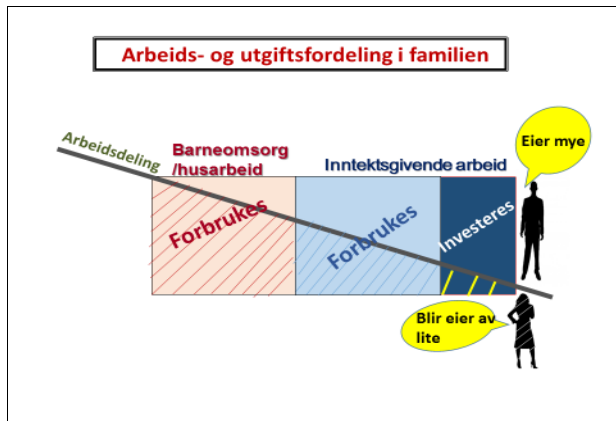 Arbeids- og utgiftsfordeling i familien
Arbeidsdeling
Barneomsorg
/husarbeid
Inntektsgivende arbeid
Eier mye
Forbrukes
Forbrukes
Investeres
Blir eier av
lite